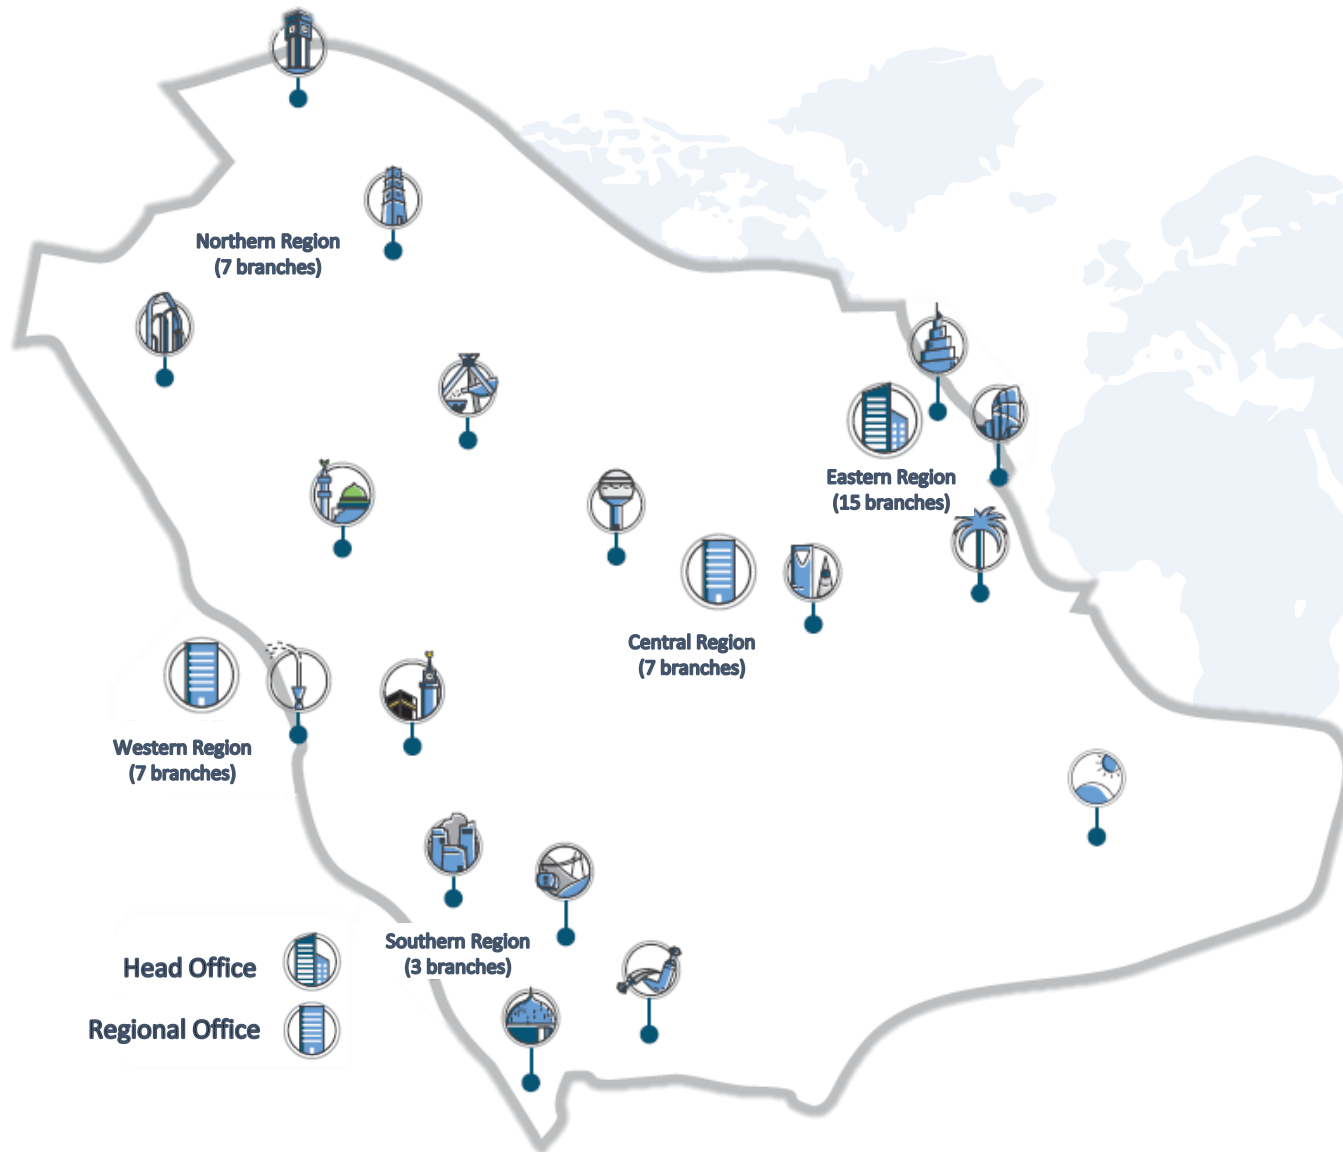 Northern Region
(7 branches)
Eastern Region
(15 branches)
Central Region
(7 branches)
Western Region
(7 branches)
Southern Region
(3 branches)
Head Office
Regional Office